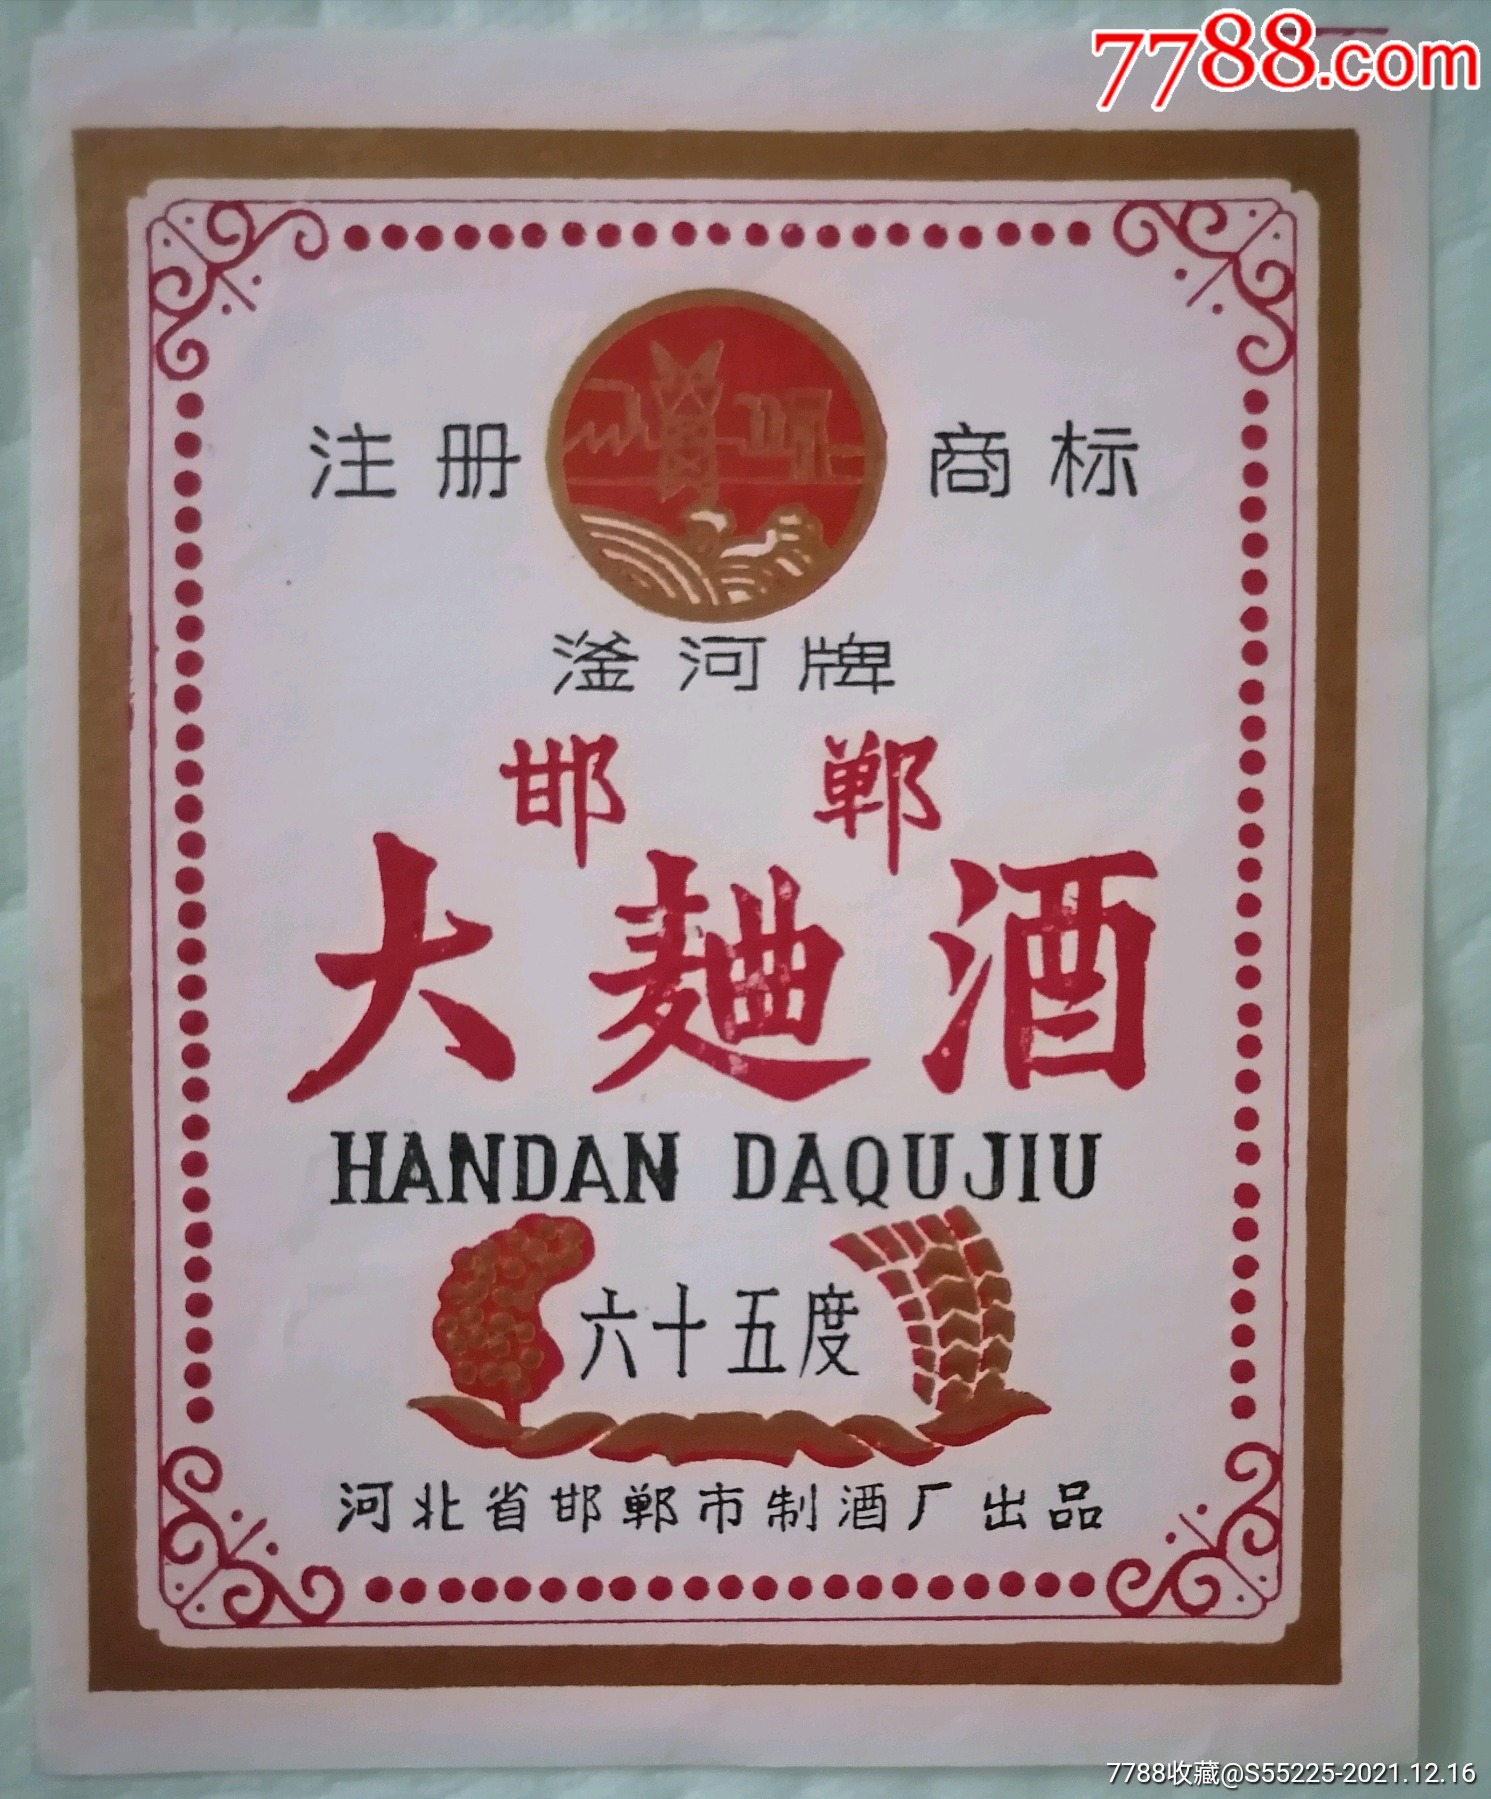 7788.com
注册 商标
滏河牌
邯郸
大麯酒
HANDAN DAQUJIU
六十五度
河北省邯郸市制酒厂出品
7788收藏@S55225-2021.12.16